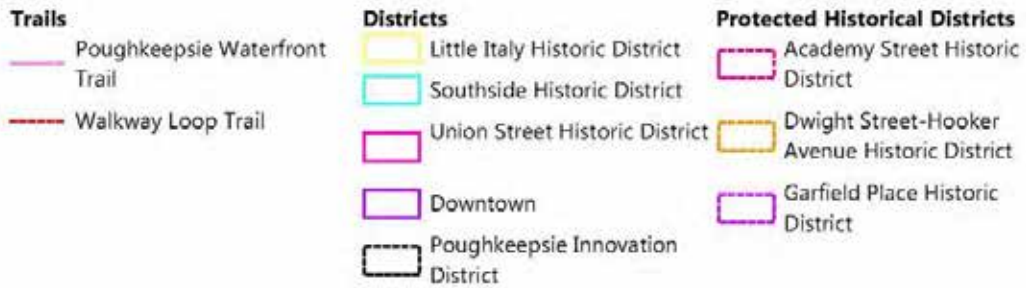 Trails
Poughkeepsie Waterfront
Trail
Walkway Loop Trail
Districts
Little Italy Historic District
Southside Historic District
Union Street Historic District
Downtown
Poughkeepsie Innovation
District
Protected Historical Districts
Academy Street Historic
District
Dwight Street-Hooker
Avenue Historic District
Garfield Place Historic
District